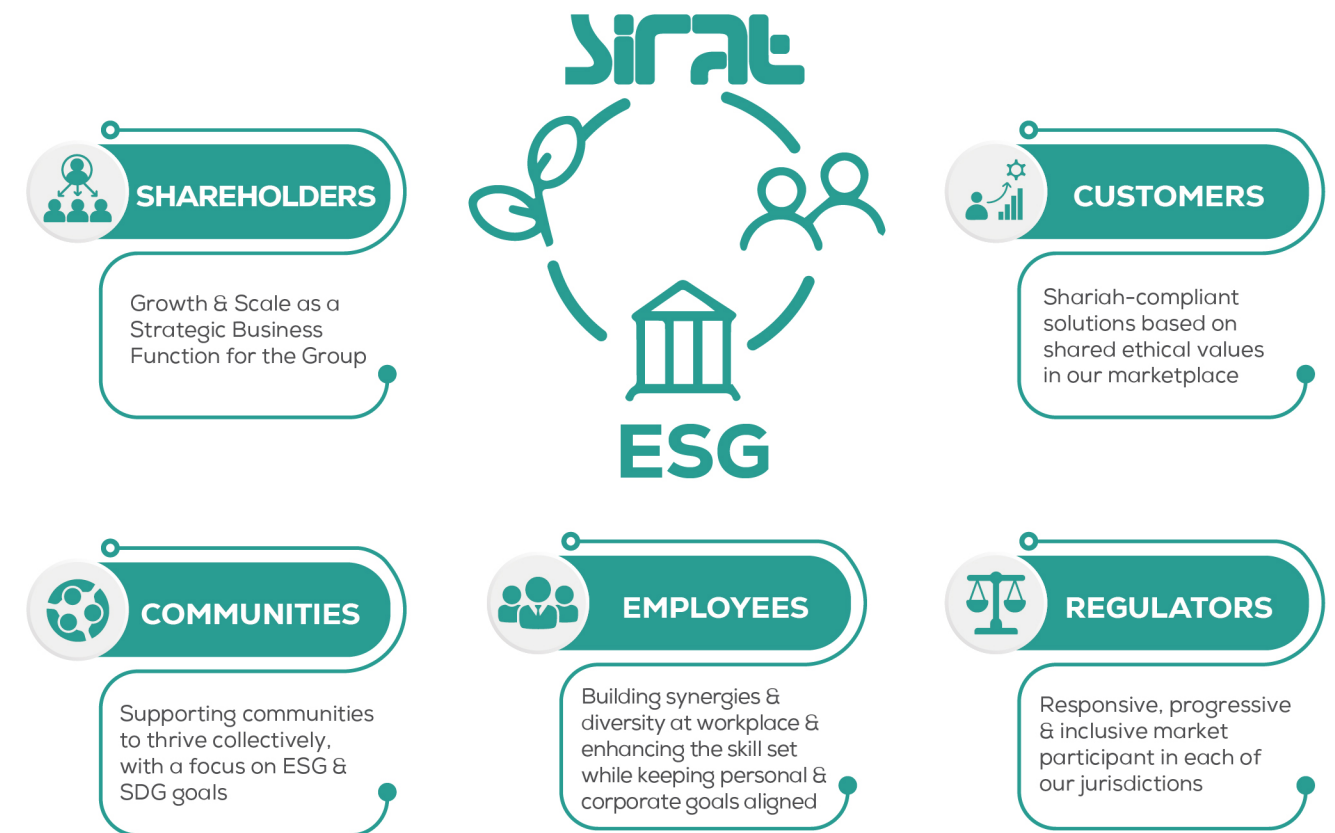 Sirat
SHAREHOLDERS
Growth & Scale as a
Strategic Business
Function for the Group
CUSTOMERS
Shariah-compliant
solutions based on
shared ethical values
in our marketplace
ESG
COMMUNITIES
Supporting communities
to thrive collectively,
with a focus on ESG &
SDG goals
EMPLOYEES
Building synergies &
diversity at workplace &
enhancing the skill set
while keeping personal &
corporate goals aligned
REGULATORS
Responsive, progressive
& inclusive market
participant in each of
our jurisdictions